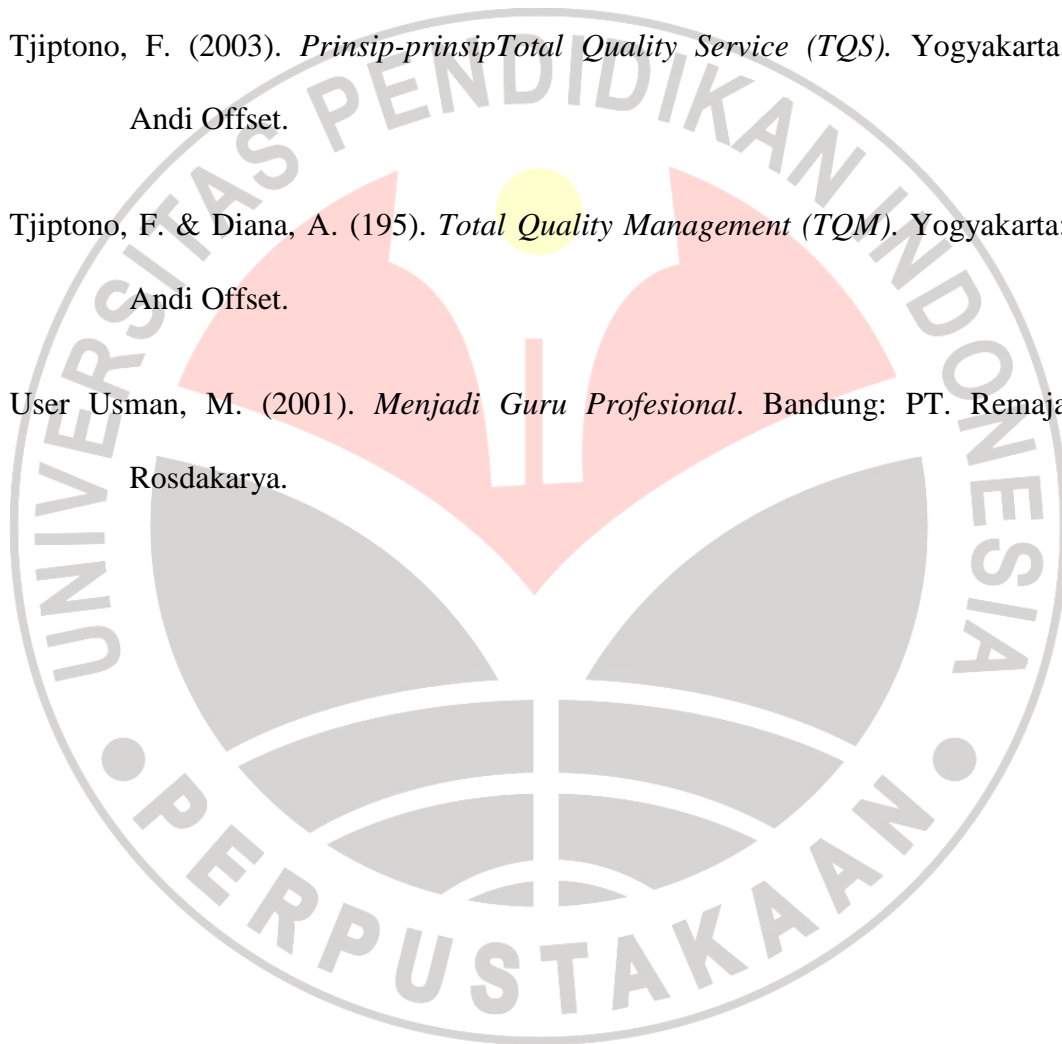 Tjiptono, F. (2003). Prinsip-prinsipTotal Quality Service (TQS). Yogyakarta:
Andi Offset.
Tjiptono, F. & Diana, A. (195). Total Quality Management (TQM). Yogyakarta:
Andi Offset.
User Usman, M. (2001). Menjadi Guru Profesional. Bandung: PT. Remaja
Rosdakarya.
UNIVERSITAS PENDIDIKAN INDONESIA
PERPUSTAKAAN